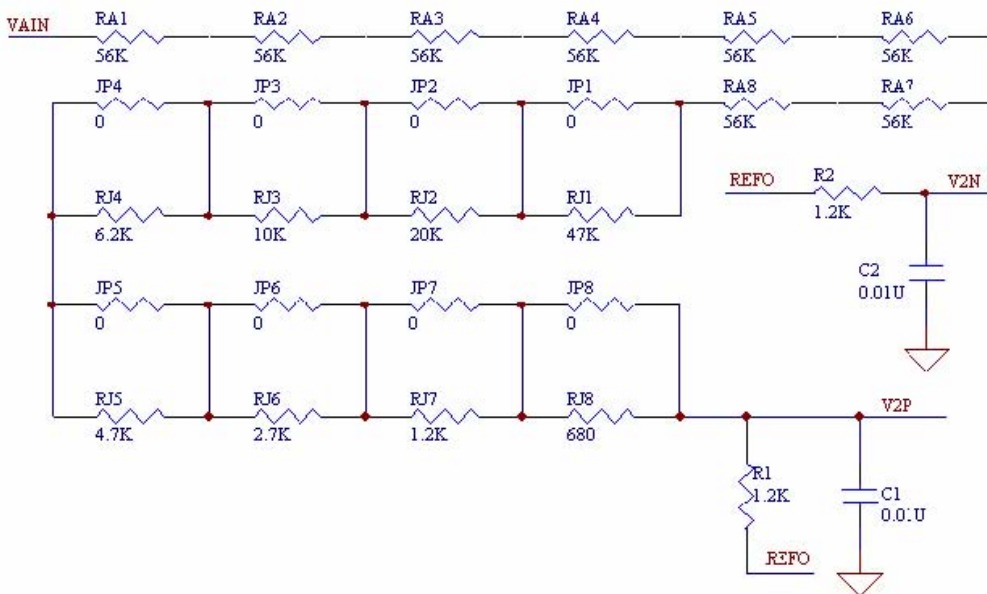 RA1 RA2 RA3 RA4 RA5 RA6
VAIN
56K 56K 56K 56K 56K 56K
JP4 JP3 JP2 JP1 RA8 RA7
0 0 0 0 56K 56K
REFO R2 V2N
1.2K
RJ4 RJ3 RJ2 RJ1
6.2K 10K 20K 47K
C2
0.01U
JP5 JP6 JP7 JP8
0 0 0 0
RJ5 RJ6 RJ7 RJ8
V2P
4.7K 2.7K 1.2K 680
R1
1.2K
C1
0.01U
REFO